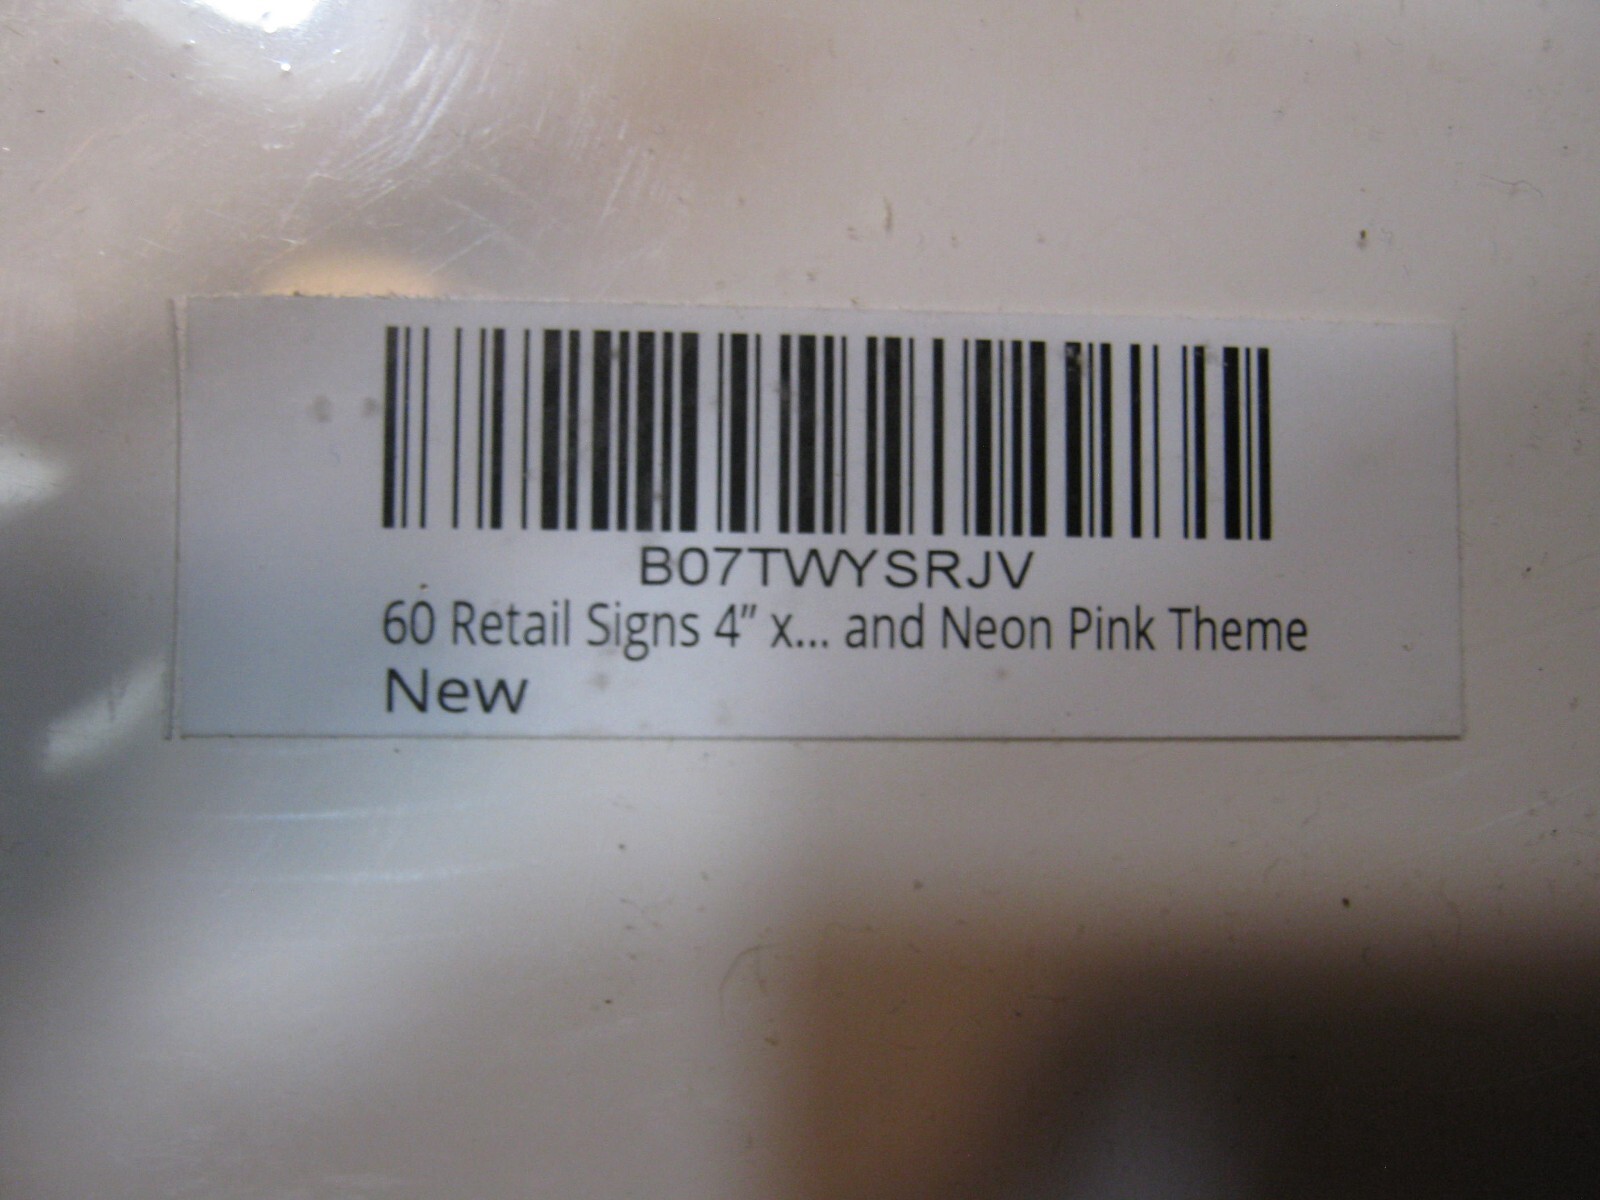 B07TWYSRJV
60 Retail Signs 4” x... and Neon Pink Theme
New